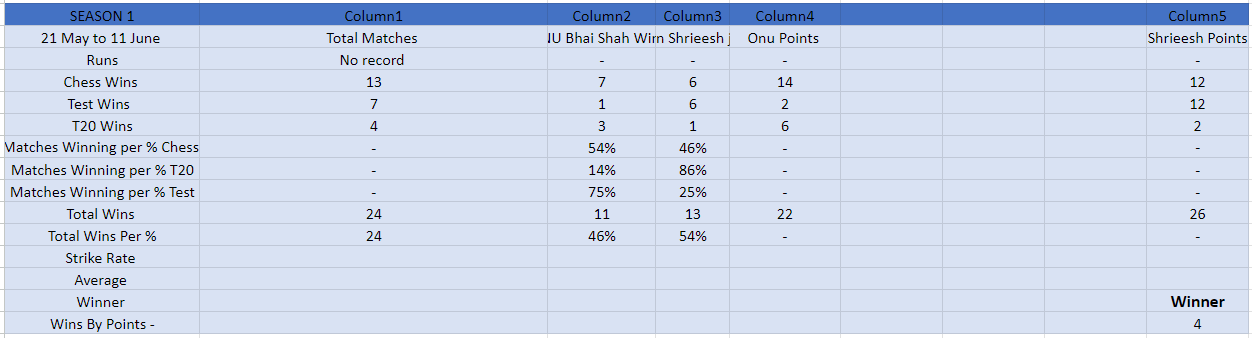 SEASON 1 Column1 Column2 Column3 Column4 Column5
21 May to 11 June Total Matches NU Bhai Shah Win n Shrieesh j Onu Points Shrieesh Points
Runs No record - - - -
Chess Wins 13 7 6 14 12
Test Wins 7 1 6 2 12
T20 Wins 4 3 1 6 2
Matches Winning per % Chess - 54% 46% - -
Matches Winning per % T20 - 14% 86% - -
Matches Winning per % Test - 75% 25% - -
Total Wins 24 11 13 22 26
Total Wins Per % 24 46% 54% - -
Strike Rate
Average
Winner Winner
Wins By Points - 4